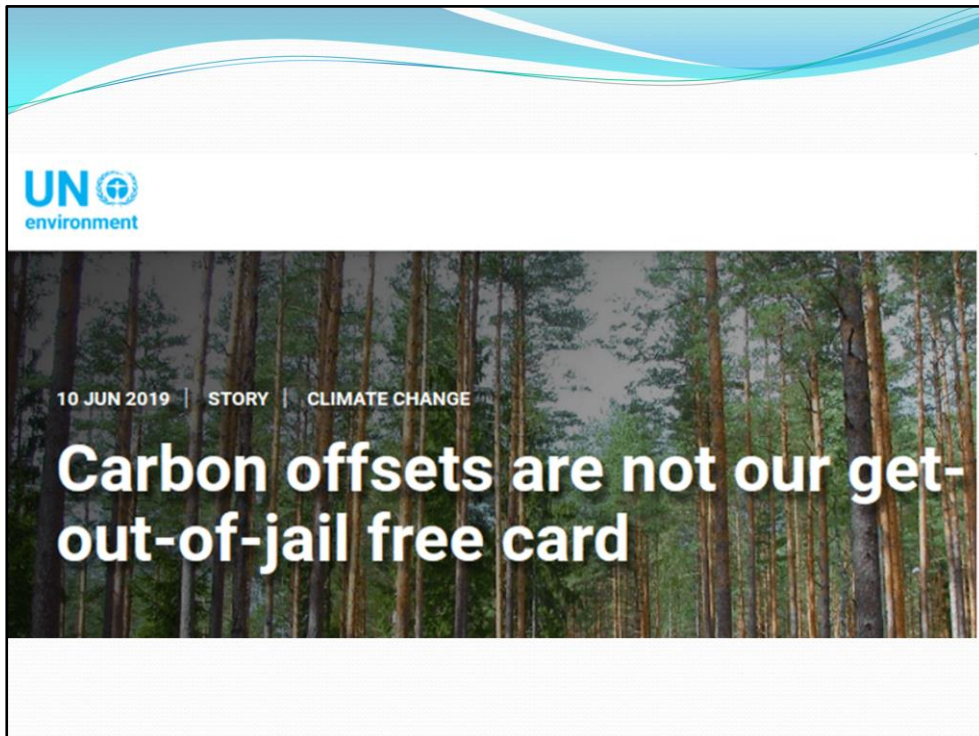 UN
environment
10 JUN 2019 | STORY | CLIMATE CHANGE
Carbon offsets are not our get-
out-of-jail free card